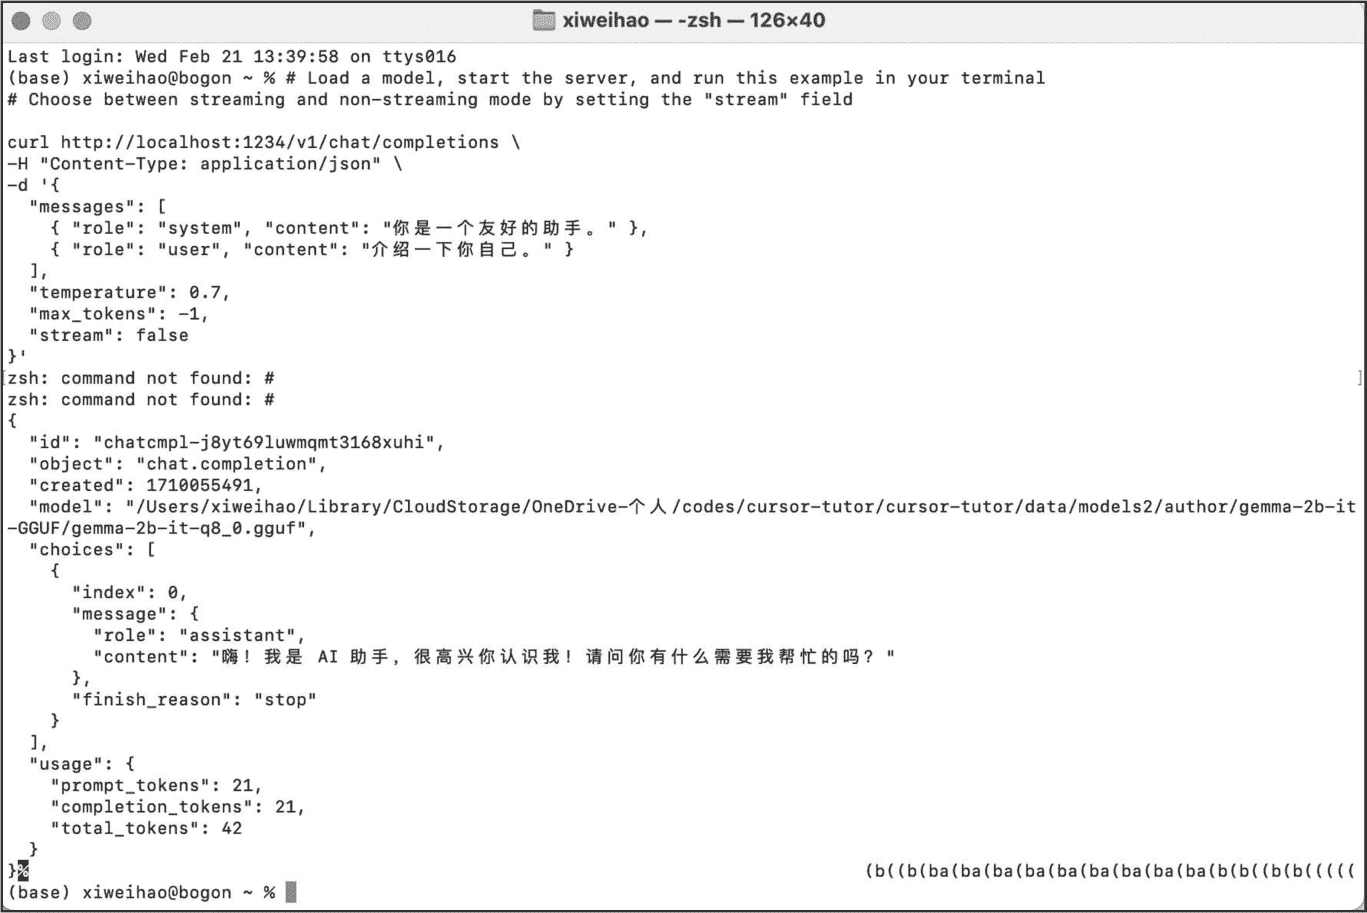 xiweihao — -zsh — 126×40
Last login: Wed Feb 21 13:39:58 on ttys016
(base) xiweihao@bogon ~ % # Load a model, start the server, and run this example in your terminal
# Choose between streaming and non-streaming mode by setting the "stream" field
curl http://localhost:1234/v1/chat/completions \
-H "Content-Type: application/json" \
-d '{
  "messages": [
    { "role": "system", "content": "你是一个友好的助手。" },
    { "role": "user", "content": "介绍一下你自己。" }
  ],
  "temperature": 0.7,
  "max_tokens": -1,
  "stream": false
}'
[zsh: command not found: # ]
zsh: command not found: #
{
  "id": "chatcmpl-j8yt69luwmqmt3168xuhi",
  "object": "chat.completion",
  "created": 1710055491,
  "model": "/Users/xiweihao/Library/CloudStorage/OneDrive-个人/codes/cursor-tutor/cursor-tutor/data/models2/author/gemma-2b-it
-GGUF/gemma-2b-it-q8_0.gguf",
  "choices": [
    {
      "index": 0,
      "message": {
        "role": "assistant",
        "content": "嗨！我是 AI 助手，很高兴你认识我！请问你有什么需要我帮忙的吗？"
      },
      "finish_reason": "stop"
    }
  ],
  "usage": {
    "prompt_tokens": 21,
    "completion_tokens": 21,
    "total_tokens": 42
  }
}% (b((b(ba(ba(ba(ba(ba(ba(ba(ba(ba(b(b((b(b(((((
(base) xiweihao@bogon ~ %